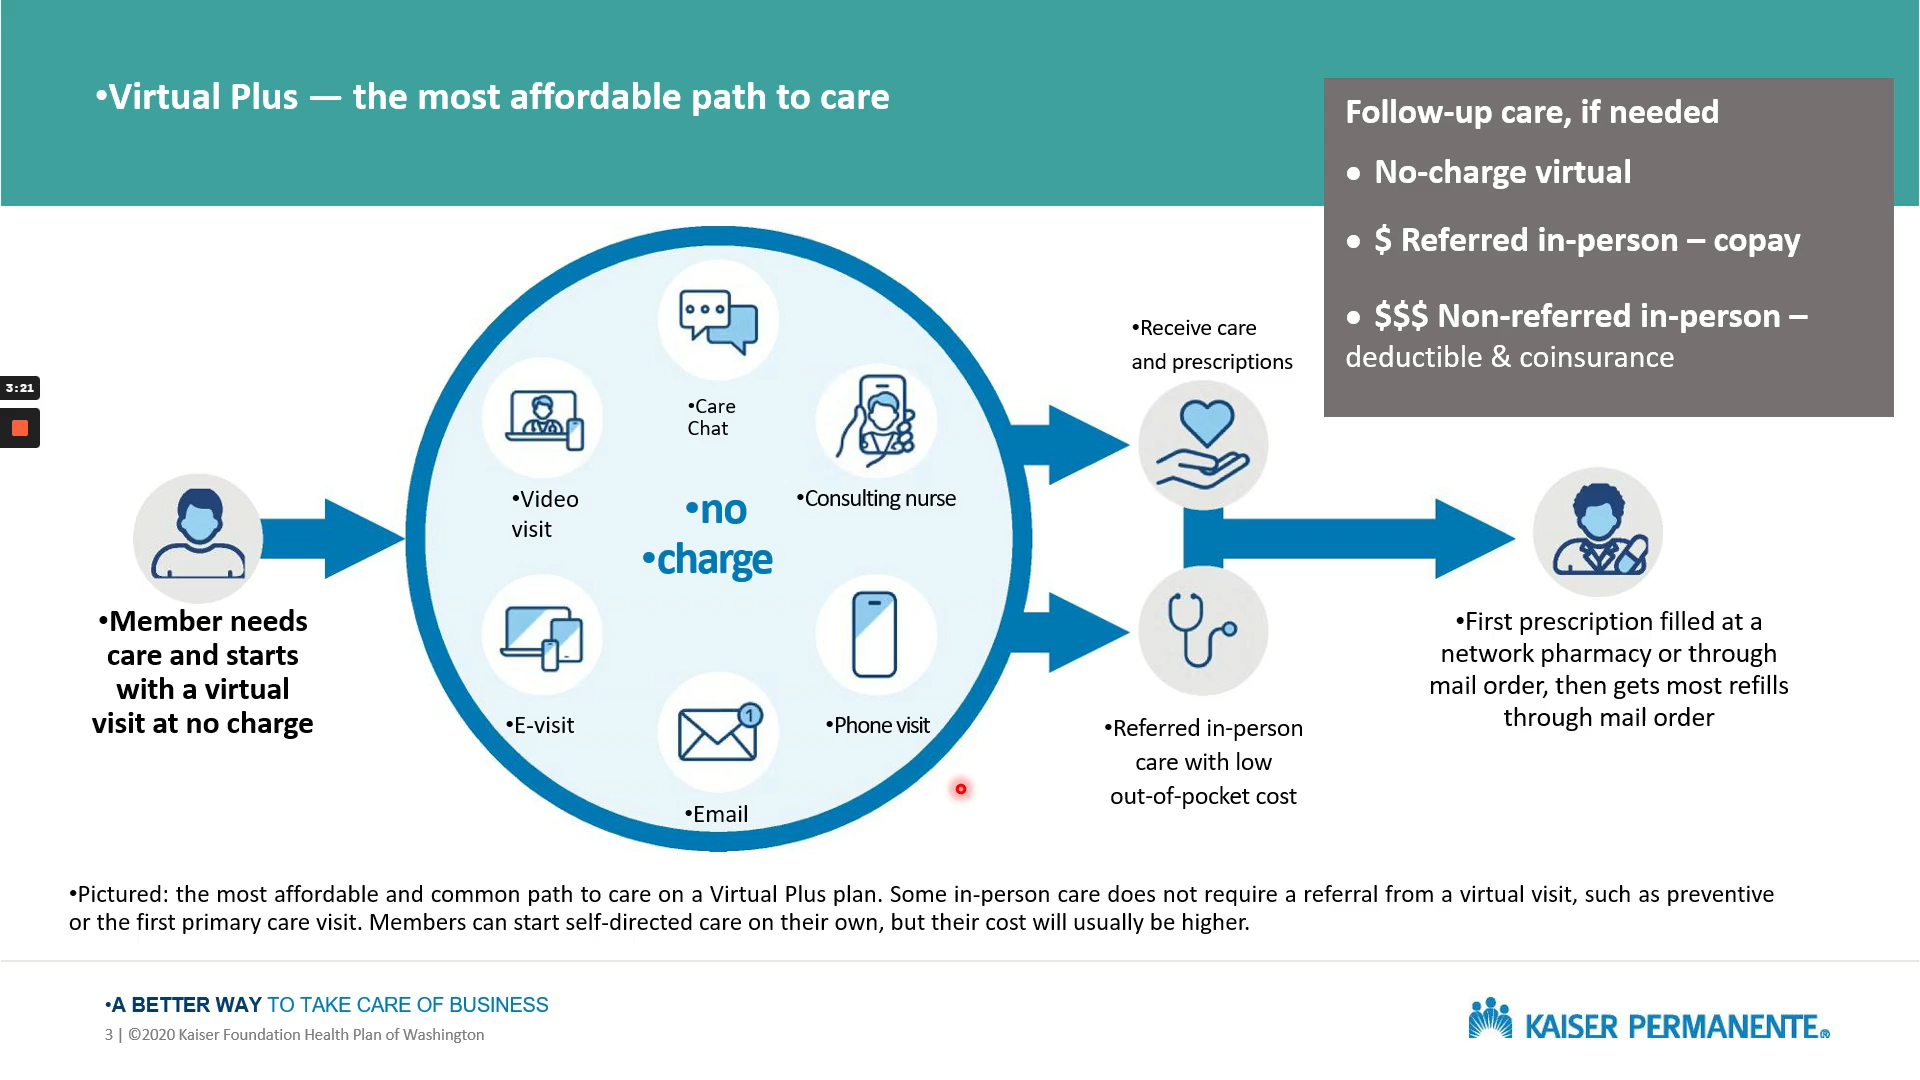 •Virtual Plus — the most affordable path to care
Follow-up care, if needed
• No-charge virtual
• $ Referred in-person – copay
• $$$ Non-referred in-person –
deductible & coinsurance
3:21
•Member needs
care and starts
with a virtual
visit at no charge
•Care
Chat
•Video
visit
•Consulting nurse
•no
•charge
•E-visit
•Phone visit
1
•Email
•Receive care
and prescriptions
•Referred in-person
care with low
out-of-pocket cost
•First prescription filled at a
network pharmacy or through
mail order, then gets most refills
through mail order
•Pictured: the most affordable and common path to care on a Virtual Plus plan. Some in-person care does not require a referral from a virtual visit, such as preventive
or the first primary care visit. Members can start self-directed care on their own, but their cost will usually be higher.
•A BETTER WAY TO TAKE CARE OF BUSINESS
3 | ©2020 Kaiser Foundation Health Plan of Washington
KAISER PERMANENTE®